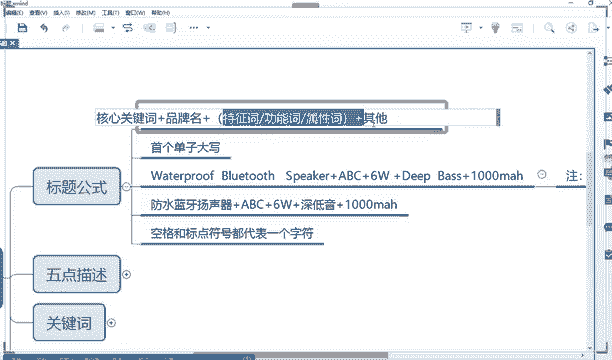 编辑(E) 查看(V) 插入(I) 修改(M) 工具(T) 窗口(W) 帮助(H)
核心关键词+品牌名+（特征词/功能词/属性词）+其他
首个单子大写
标题公式
Waterproof Bluetooth Speaker+ABC+6W +Deep Bass+1000mah
注：
防水蓝牙扬声器+ABC+6W+深低音+1000mah
空格和标点符号都代表一个字符
五点描述
关键词